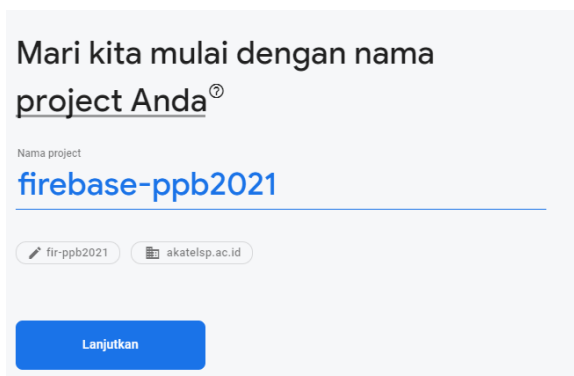 Mari kita mulai dengan nama
project Anda
Nama project
firebase-ppb2021
fir-ppb2021 akatelsp.ac.id
Lanjutkan